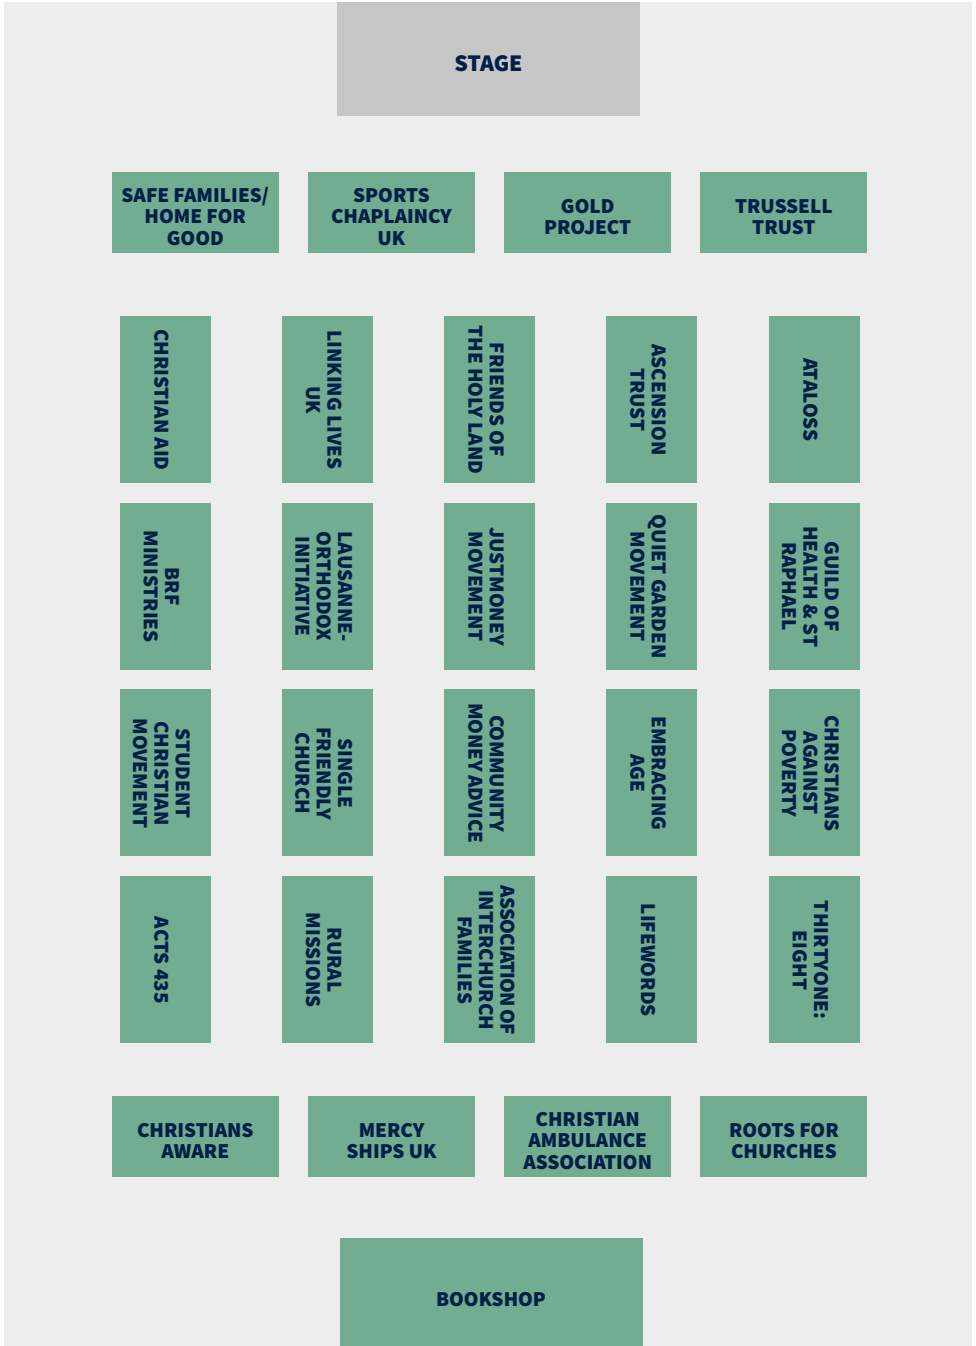 STAGE
SAFE FAMILIES/
HOME FOR
GOOD
SPORTS
CHAPLAINCY
UK
GOLD
PROJECT
TRUSSELL
TRUST
CHRISTIAN AID
LINKING LIVES
UK
FRIENDS OF
THE HOLY LAND
ASCENSION
TRUST
ATALOSS
BRF
MINISTRIES
LAUSANNE-
ORTHODOX
INITIATIVE
JUSTMONEY
MOVEMENT
QUIET GARDEN
MOVEMENT
GUILD OF
HEALTH & ST
RAPHAEL
STUDENT
CHRISTIAN
MOVEMENT
SINGLE
FRIENDLY
CHURCH
COMMUNITY
MONEY ADVICE
EMBRACING
AGE
CHRISTIANS
AGAINST
POVERTY
ACTS 435
RURAL
MISSIONS
ASSOCIATION OF
INTERCHURCH
FAMILIES
LIFEWORDS
THIRTYONE:
EIGHT
CHRISTIANS
AWARE
MERCY
SHIPS UK
CHRISTIAN
AMBULANCE
ASSOCIATION
ROOTS FOR
CHURCHES
BOOKSHOP